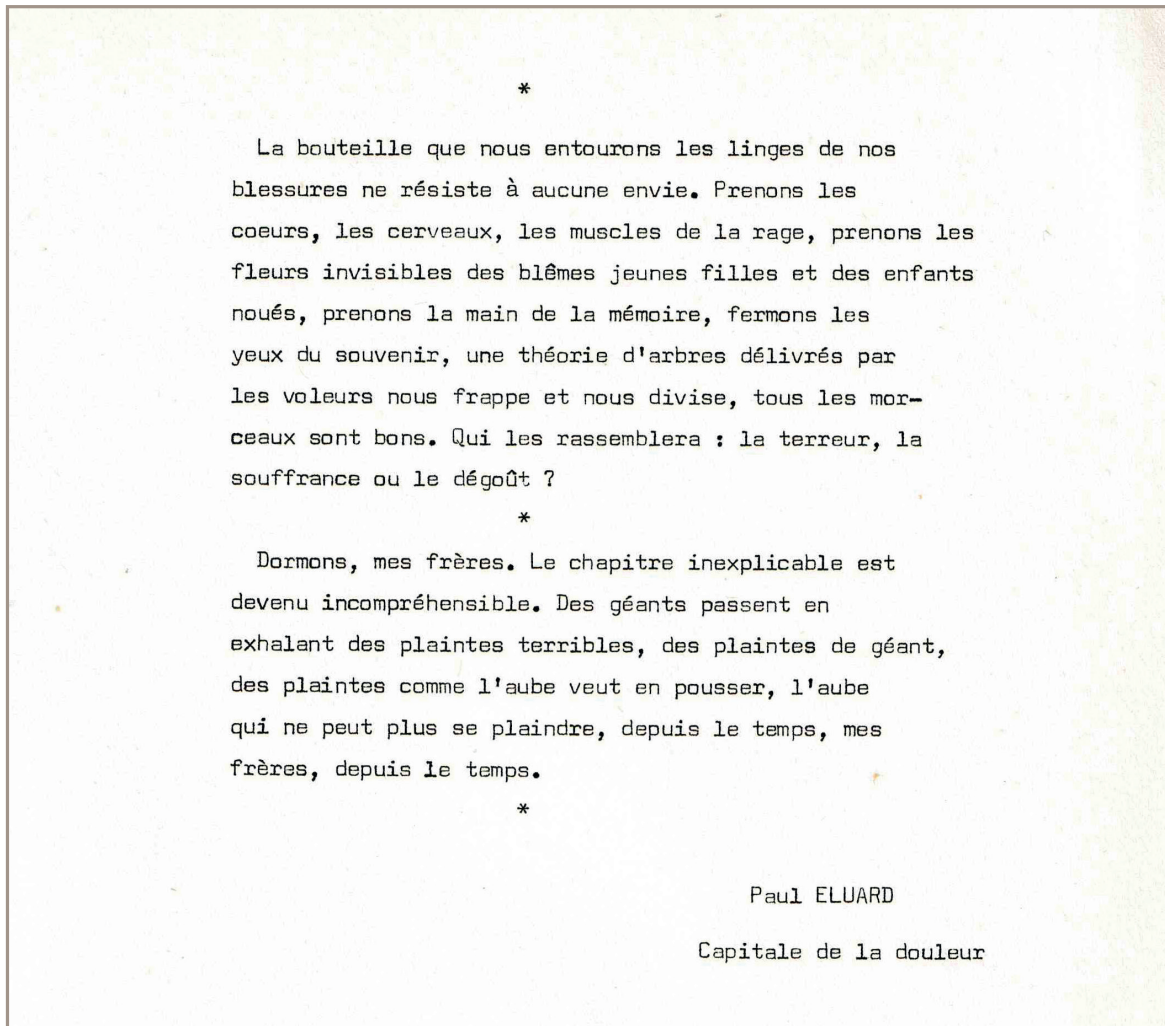 *
La bouteille que nous entourons les linges de nos
blessures ne résiste à aucune envie. Prenons les
coeurs, les cerveaux, les muscles de la rage, prenons les
fleurs invisibles des blêmes jeunes filles et des enfants
noués, prenons la main de la mémoire, fermons les
yeux du souvenir, une théorie d'arbres délivrés par
les voleurs nous frappe et nous divise, tous les mor-
ceaux sont bons. Qui les rassemblera : la terreur, la
souffrance ou le dégoût ?
*
Dormons, mes frères. Le chapitre inexplicable est
devenu incompréhensible. Des géants passent en
exhalant des plaintes terribles, des plaintes de géant,
des plaintes comme l'aube veut en pousser, l'aube
qui ne peut plus se plaindre, depuis le temps, mes
frères, depuis le temps.
*
Paul ELUARD
Capitale de la douleur